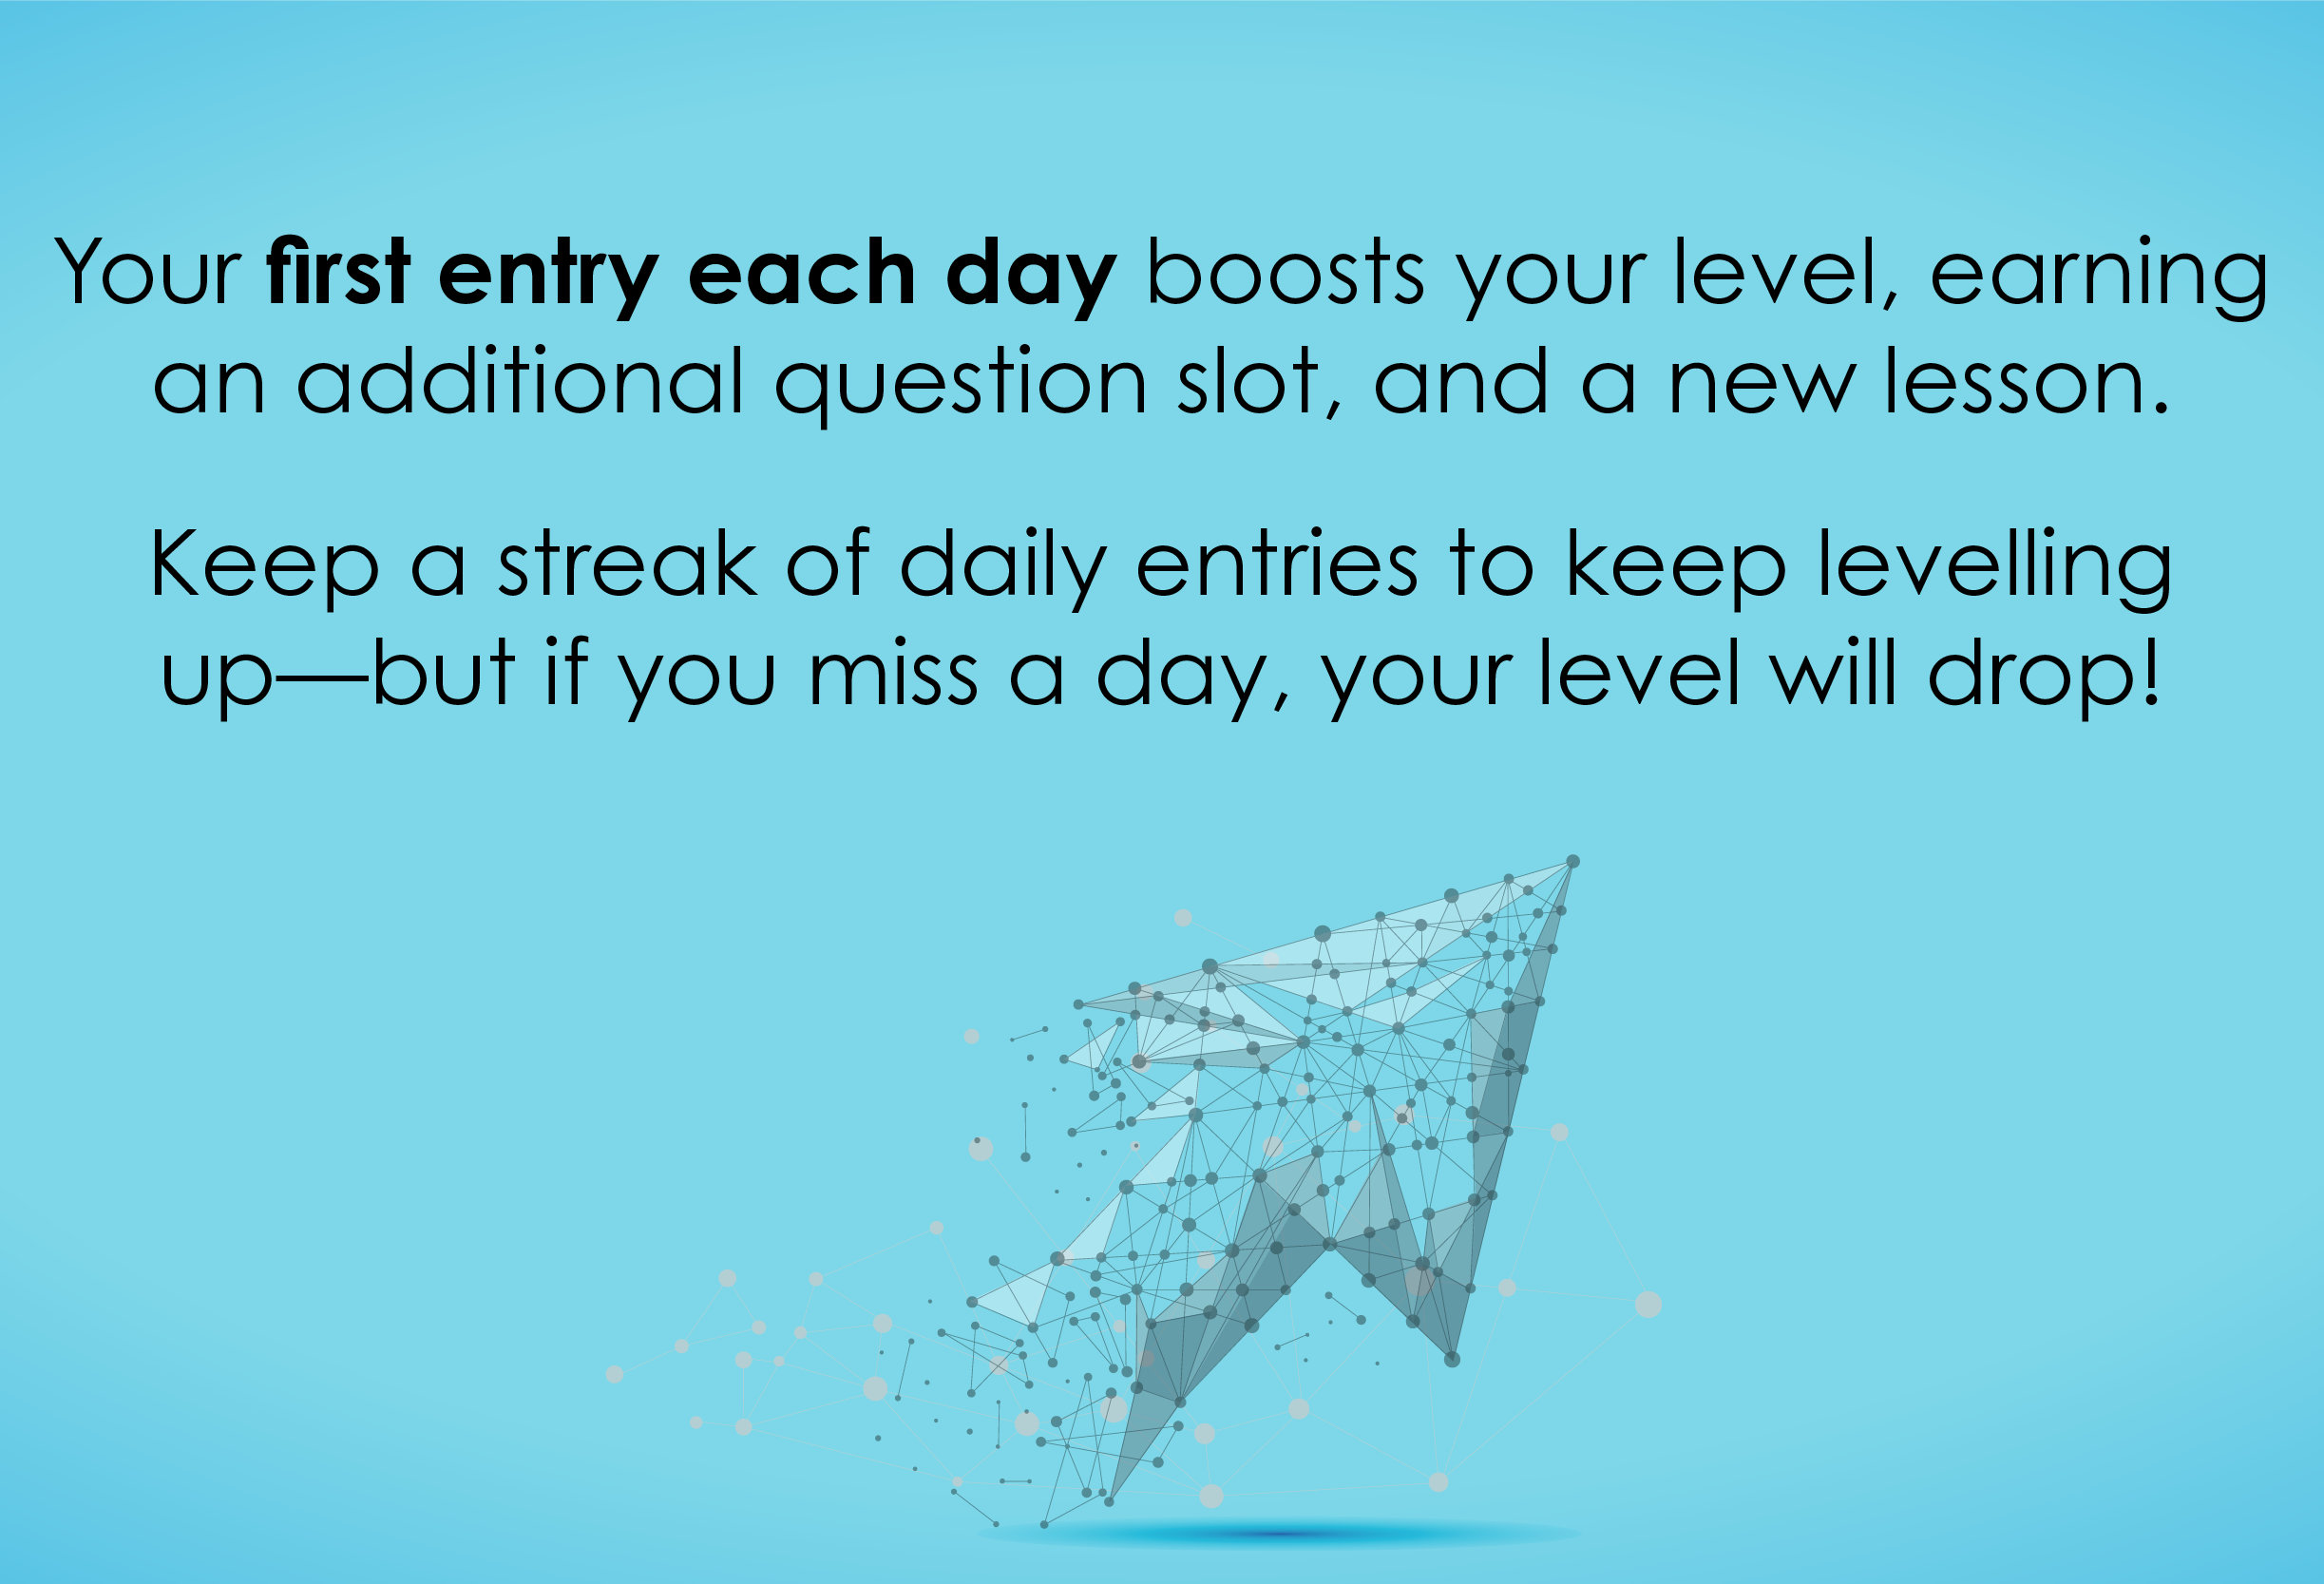 Your first entry each day boosts your level, earning
an additional question slot, and a new lesson.
Keep a streak of daily entries to keep levelling
up—but if you miss a day, your level will drop!